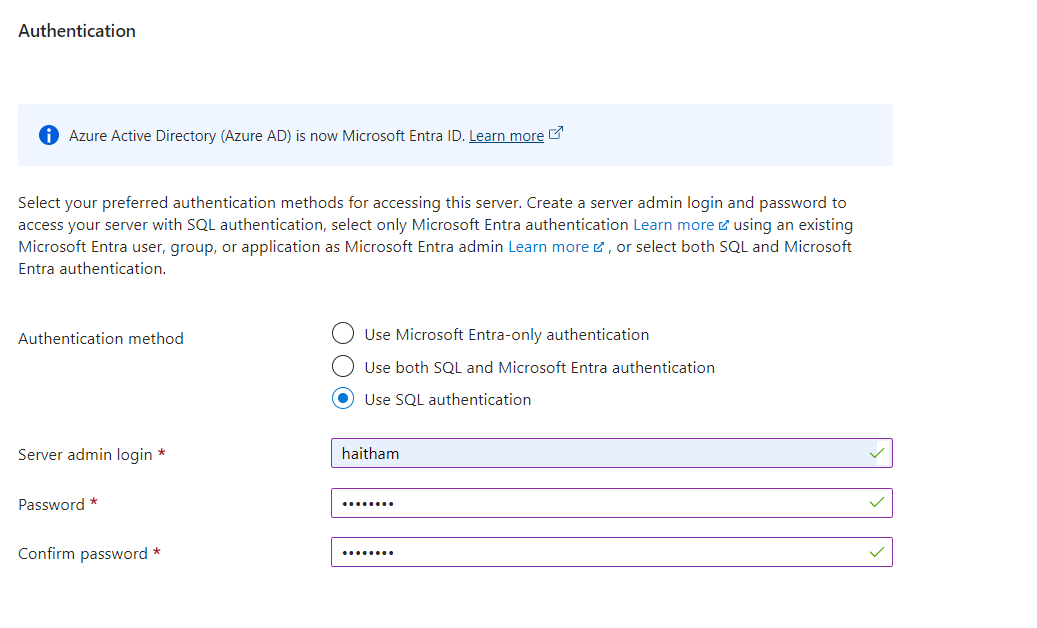 Authentication
Azure Active Directory (Azure AD) is now Microsoft Entra ID. Learn more
Select your preferred authentication methods for accessing this server. Create a server admin login and password to
access your server with SQL authentication, select only Microsoft Entra authentication Learn more using an existing
Microsoft Entra user, group, or application as Microsoft Entra admin Learn more , or select both SQL and Microsoft
Entra authentication.
Authentication method
Use Microsoft Entra-only authentication
Use both SQL and Microsoft Entra authentication
Use SQL authentication
Server admin login * haitham
Password * ••••••••
Confirm password * ••••••••